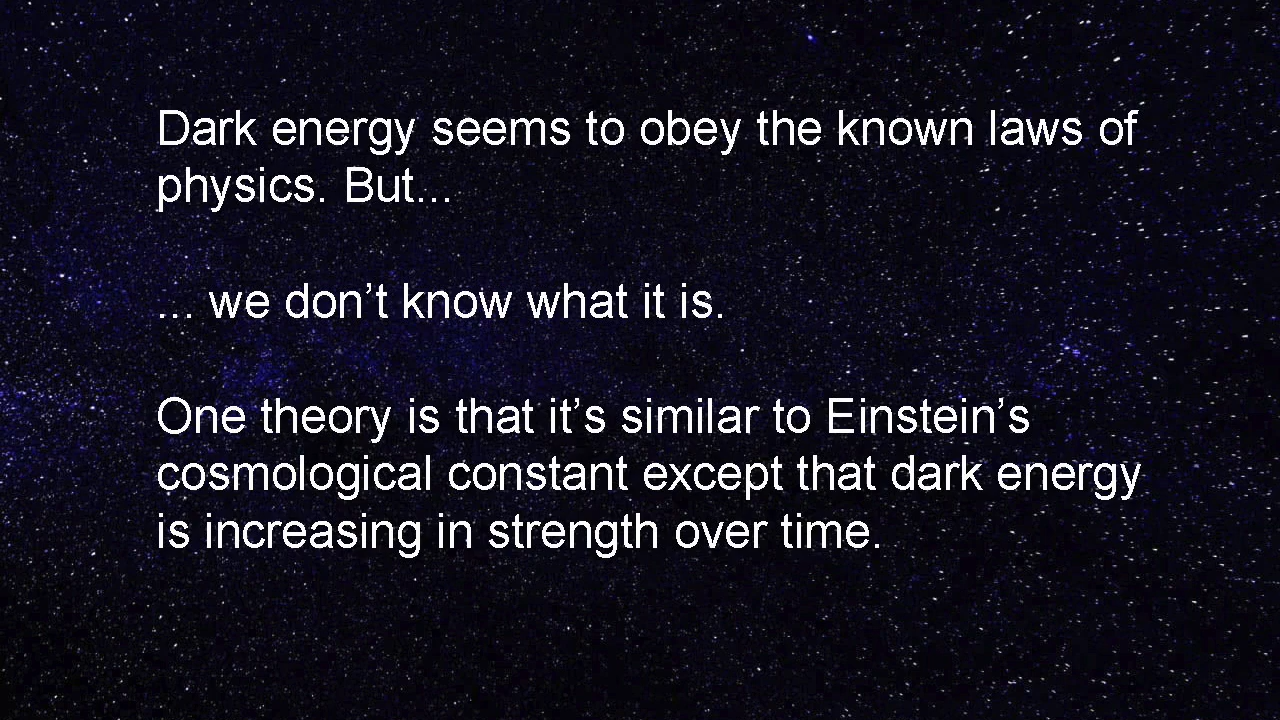 Dark energy seems to obey the known laws of
physics. But...
... we don’t know what it is.
One theory is that it’s similar to Einstein’s
cosmological constant except that dark energy
is increasing in strength over time.